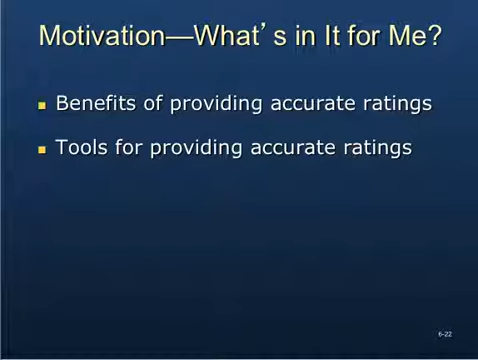 Motivation—What’s in It for Me?
Benefits of providing accurate ratings
Tools for providing accurate ratings
6-22